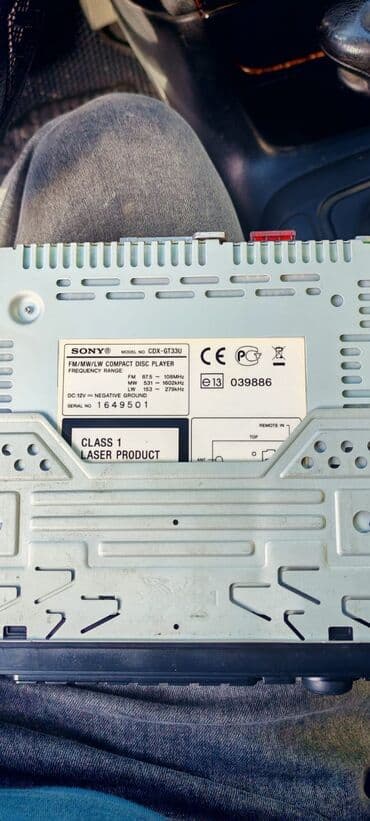 SONY® MODEL NO. CDX-GT33U
FM/MW/LW COMPACT DISC PLAYER
FREQUENCY RANGE
FM 87.5 - 108MHz
MW 531 - 1602kHz
LW 153 - 279kHz
DC 12V NEGATIVE GROUND
SERIAL NO. 1649501
CE PC
e13 039886
CLASS 1
LASER PRODUCT
REMOTE IN
TOP
ANT